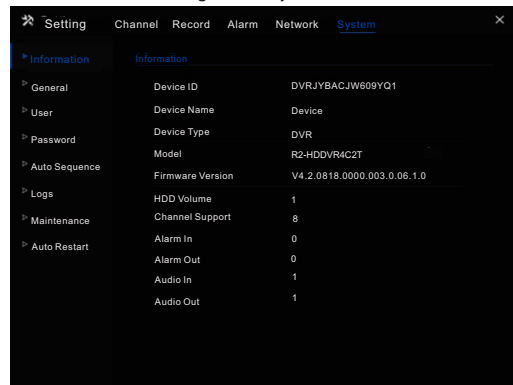 Setting Channel Record Alarm Network System
Information Information
General Device ID DVRJYBACJW609YQ1
User Device Name Device
Password Device Type DVR
Auto Sequence Model R2-HDDVR4C2T
Firmware Version V4.2.0818.0000.003.0.06.1.0
Logs HDD Volume 1
Maintenance Channel Support 8
Auto Restart Alarm In 0
Alarm Out 0
Audio In 1
Audio Out 1